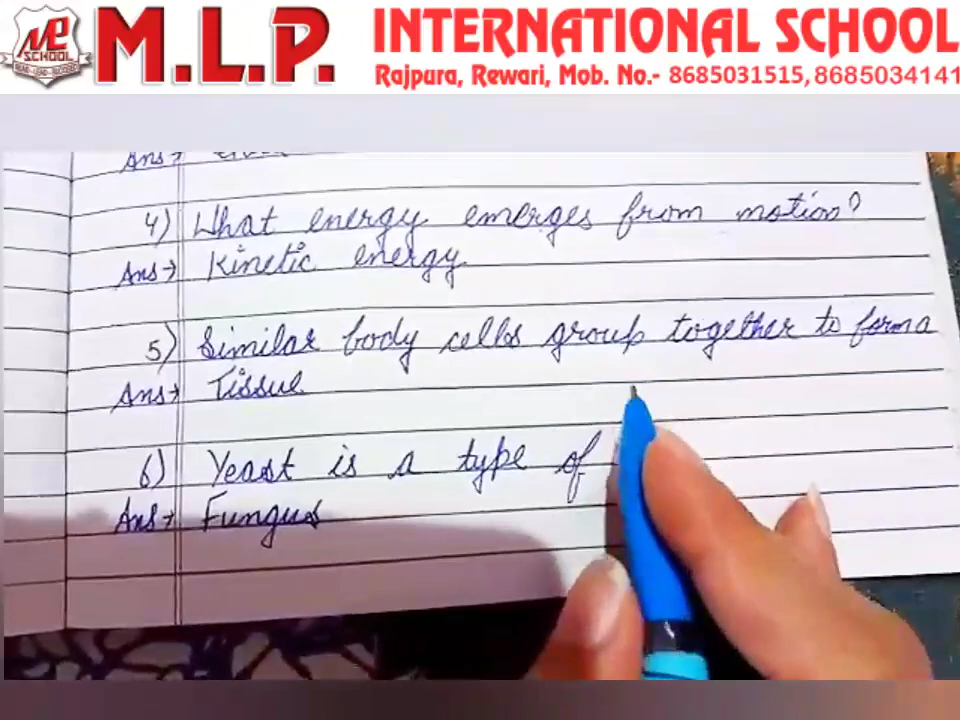 M.L.P. INTERNATIONAL SCHOOL
Rajpura, Rewari, Mob. No.- 8685031515, 8685034141
Ans→
4) What energy emerges from motion?
Ans→ Kinetic energy
5) Similar body cells group together to form a
Ans→ Tissue
6) Yeast is a type of
Ans→ Fungus